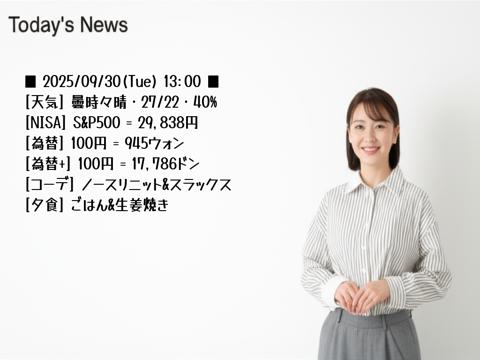 Today's News
■ 2025/09/30(Tue) 13:00 ■
[天気] 曇時々晴・27/22・40%
[NISA] S&P500 = 29,838円
[為替] 100円 = 945ウォン
[為替+] 100円 = 17,786ドン
[コーデ] ノースリニット&スラックス
[夕食] ごはん&生姜焼き